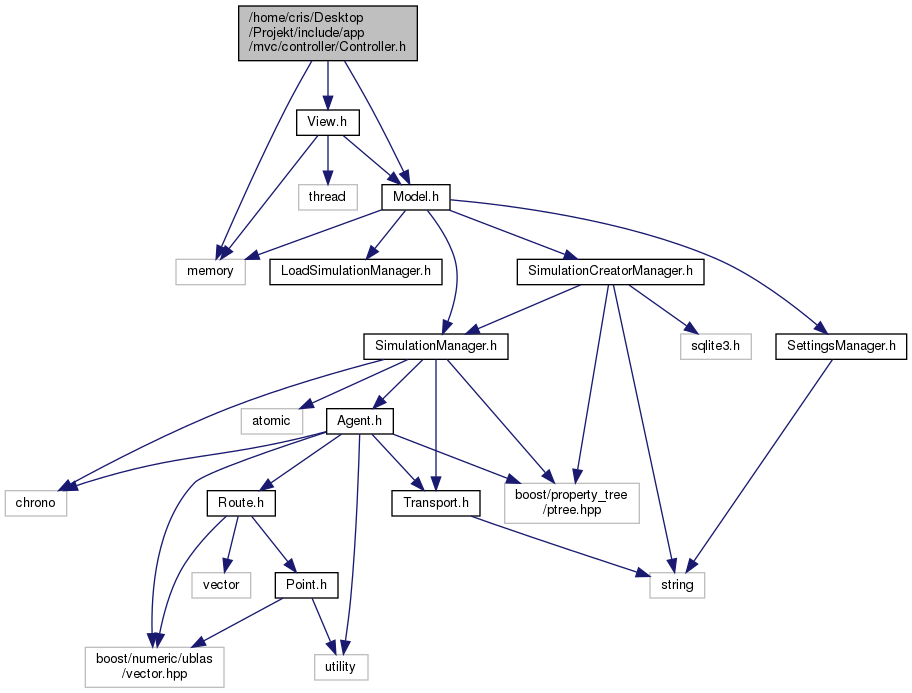 /home/cris/Desktop
/Projekt/include/app
/mvc/controller/Controller.h
View.h
thread
Model.h
memory
LoadSimulationManager.h
SimulationCreatorManager.h
SimulationManager.h
sqlite3.h
SettingsManager.h
atomic
Agent.h
chrono
Route.h
Transport.h
boost/property_tree
/ptree.hpp
vector
Point.h
string
boost/numeric/ublas
/vector.hpp
utility